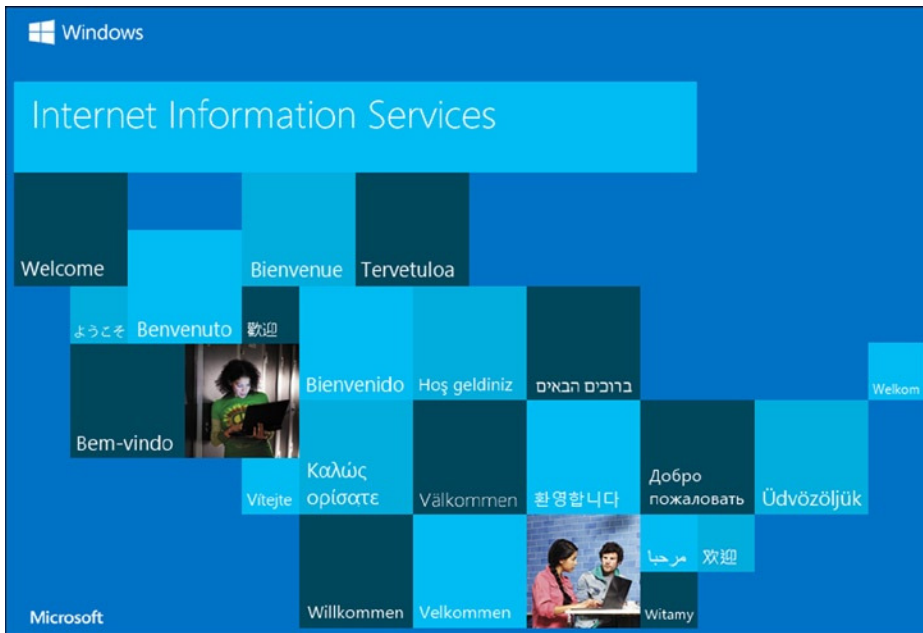 Windows
Internet Information Services
Welcome
Bienvenue
Tervetuloa
ようこそ
Benvenuto
歡迎
Bienvenido
Hoş geldiniz
ברוכים הבאים
Welkom
Bem-vindo
Vítejte
Καλώς
ορίσατε
Välkommen
환영합니다
Добро
пожаловать
Üdvözöljük
مرحبا
欢迎
Willkommen
Velkommen
Witamy
Microsoft